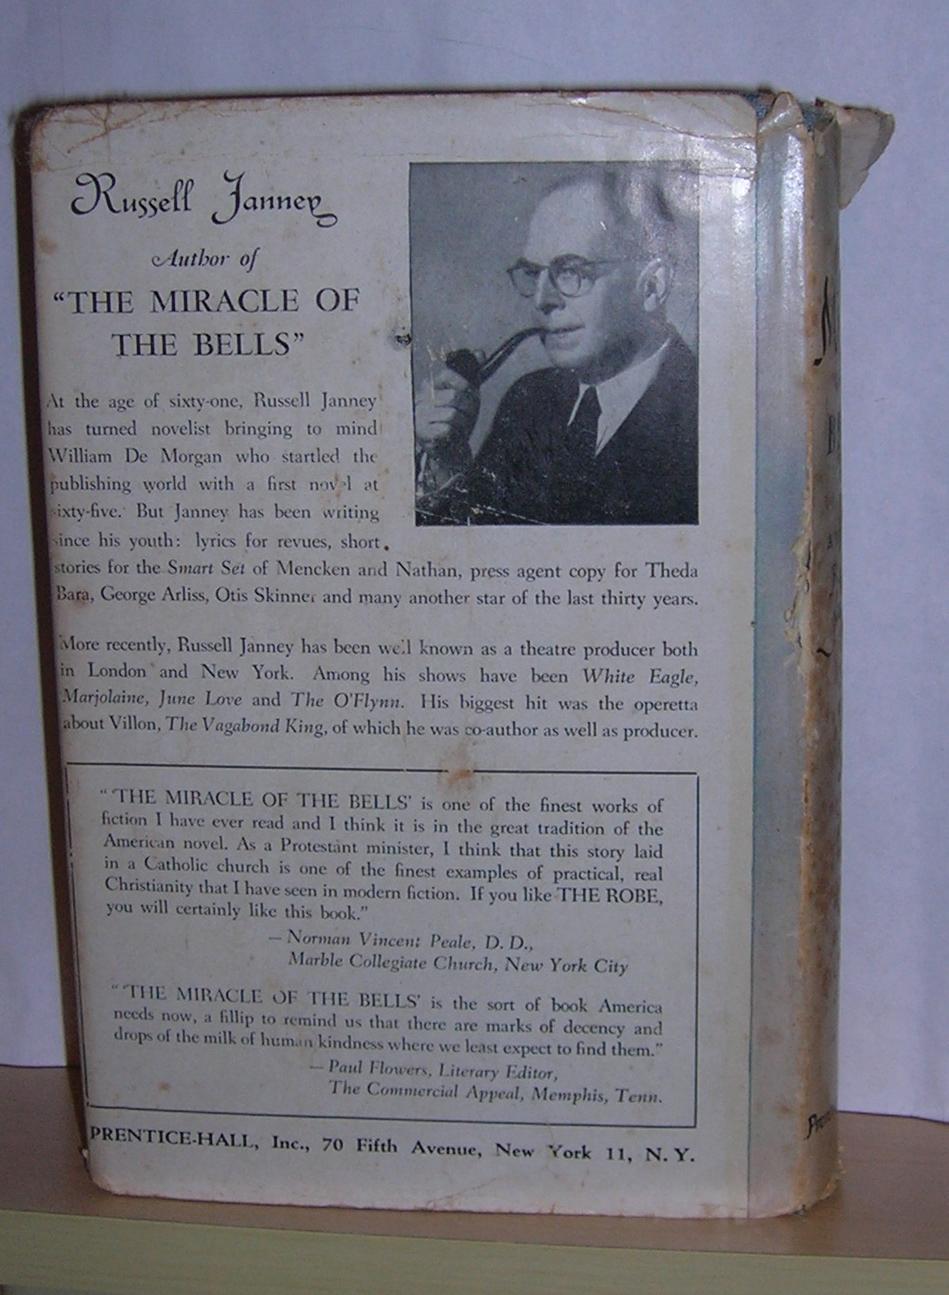 Russell Janney
Author of
"THE MIRACLE OF
THE BELLS"
At the age of sixty-one, Russell Janney
has turned novelist bringing to mind
William De Morgan who startled the
publishing world with a first novel at
sixty-five. But Janney has been writing
since his youth: lyrics for revues, short
stories for the Smart Set of Mencken and Nathan, press agent copy for Theda
Bara, George Arliss, Otis Skinner and many another star of the last thirty years.
More recently, Russell Janney has been well known as a theatre producer both
in London and New York. Among his shows have been White Eagle,
Marjolaine, June Love and The O'Flynn. His biggest hit was the operetta
about Villon, The Vagabond King, of which he was co-author as well as producer.
"'THE MIRACLE OF THE BELLS' is one of the finest works of
fiction I have ever read and I think it is in the great tradition of the
American novel. As a Protestant minister, I think that this story laid
in a Catholic church is one of the finest examples of practical, real
Christianity that I have seen in modern fiction. If you like THE ROBE,
you will certainly like this book."
— Norman Vincent Peale, D. D.,
Marble Collegiate Church, New York City
"'THE MIRACLE OF THE BELLS' is the sort of book America
needs now, a fillip to remind us that there are marks of decency and
drops of the milk of human kindness where we least expect to find them."
— Paul Flowers, Literary Editor,
The Commercial Appeal, Memphis, Tenn.
PRENTICE-HALL, Inc., 70 Fifth Avenue, New York 11, N. Y.